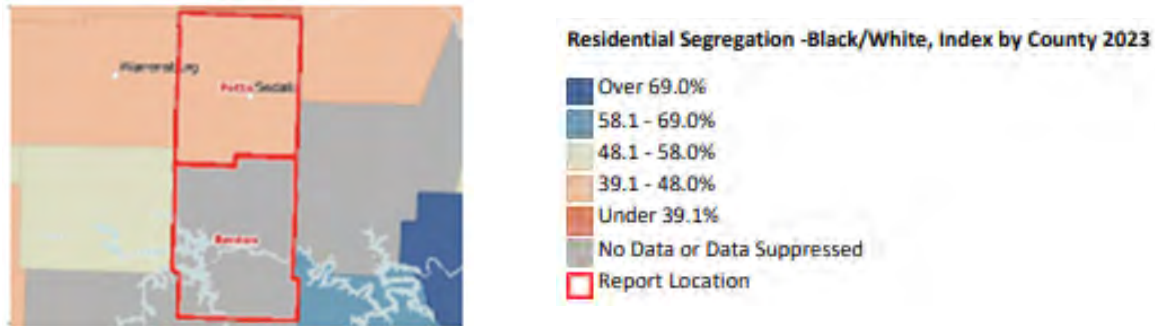 Warrensburg
Pettis
Sedali
Benton
Residential Segregation -Black/White, Index by County 2023
Over 69.0%
58.1 - 69.0%
48.1 - 58.0%
39.1 - 48.0%
Under 39.1%
No Data or Data Suppressed
Report Location